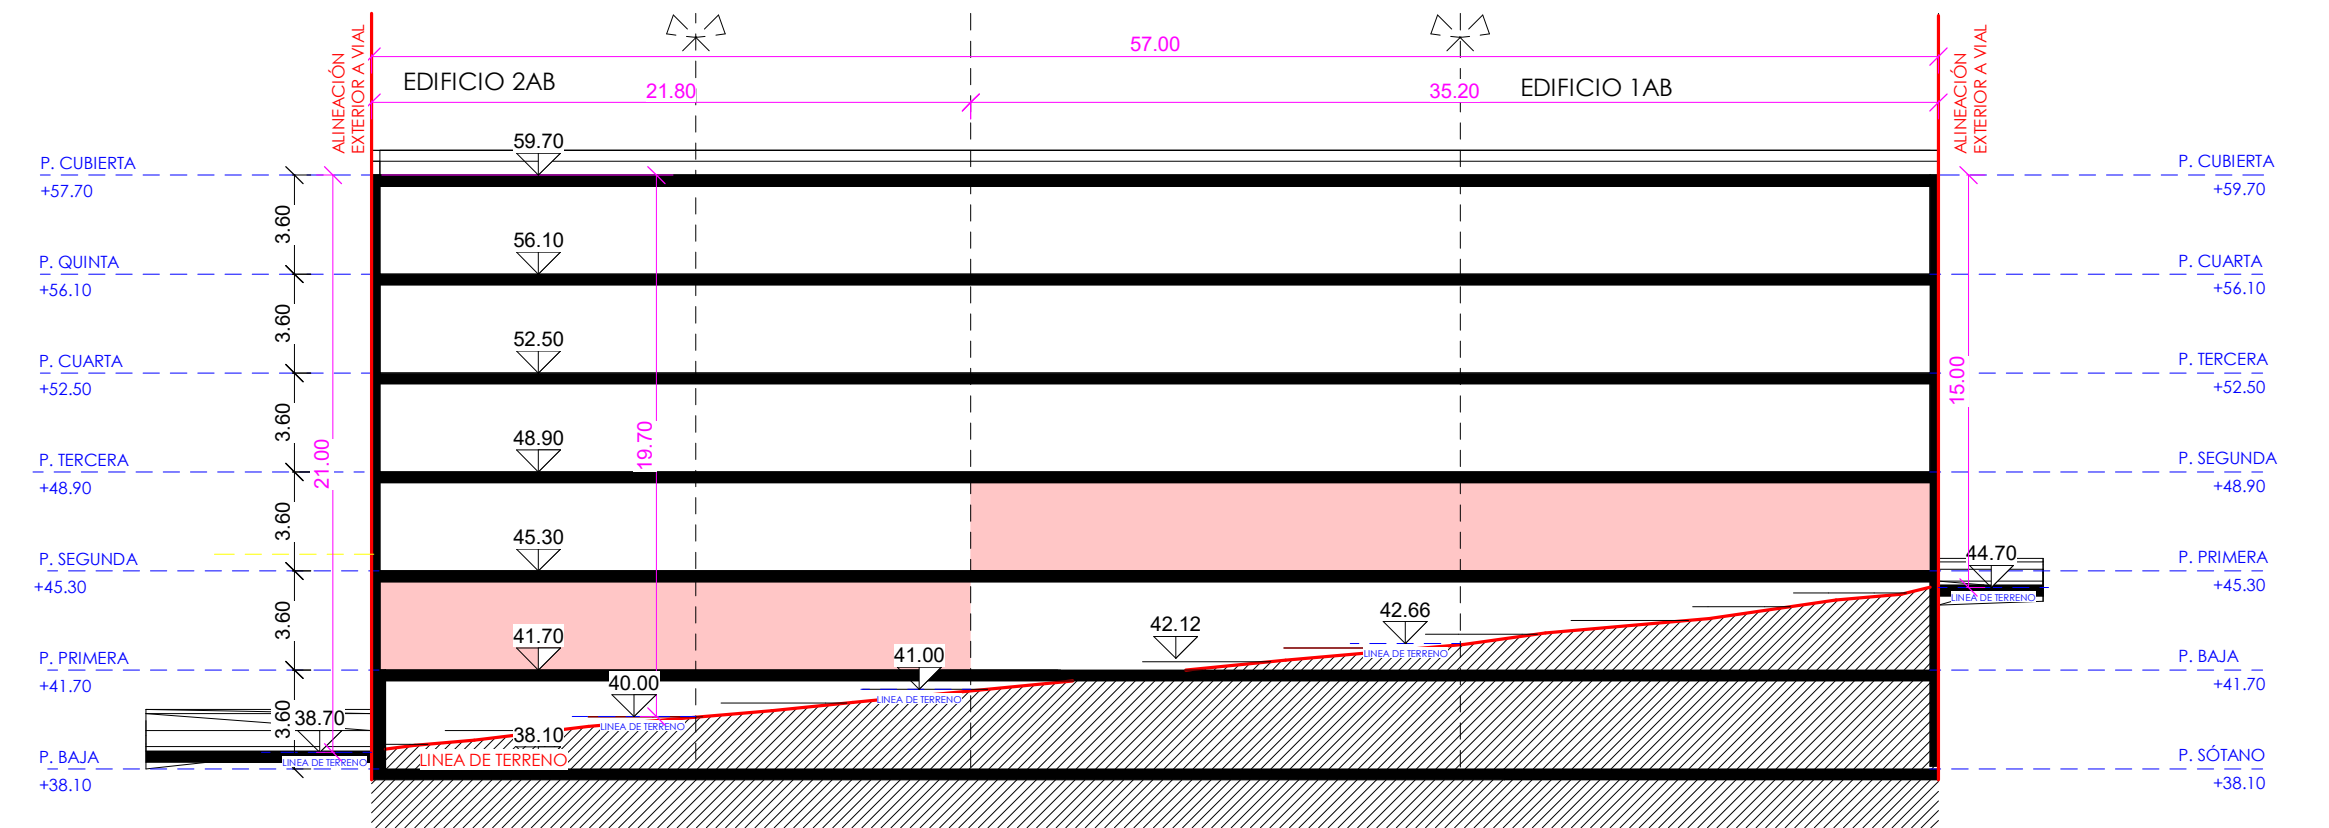 57.00
EDIFICIO 2AB
21.80
35.20
EDIFICIO 1AB
ALINEACIÓN
EXTERIOR A VIAL
ALINEACIÓN
EXTERIOR A VIAL
P. CUBIERTA
+57.70
P. QUINTA
+56.10
P. CUARTA
+52.50
P. TERCERA
+48.90
P. SEGUNDA
+45.30
P. PRIMERA
+41.70
P. BAJA
+38.10
3.60
3.60
3.60
3.60
3.60
3.60
21.00
19.70
59.70
56.10
52.50
48.90
45.30
41.70
40.00
41.00
42.12
42.66
44.70
38.70
38.10
LINEA DE TERRENO
LINEA DE TERRENO
LINEA DE TERRENO
LINEA DE TERRENO
LINEA DE TERRENO
LINEA DE TERRENO
15.00
P. CUBIERTA
+59.70
P. CUARTA
+56.10
P. TERCERA
+52.50
P. SEGUNDA
+48.90
P. PRIMERA
+45.30
P. BAJA
+41.70
P. SÓTANO
+38.10